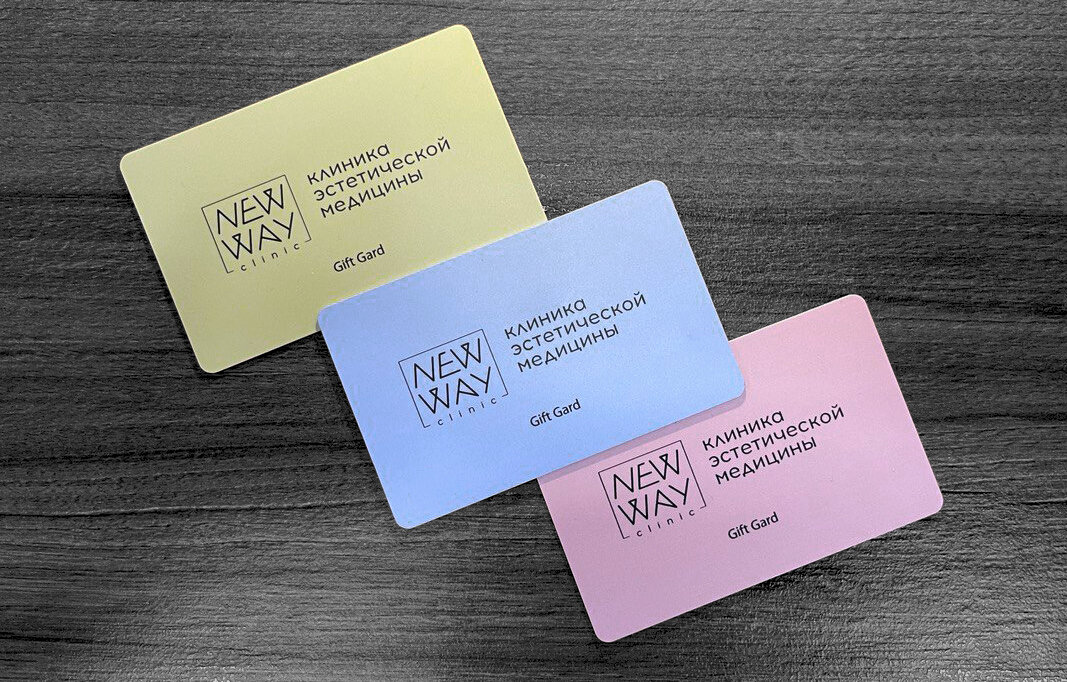 NEW
WAY
clinic
клиника
эстетической
медицины
Gift Gard
NEW
WAY
clinic
клиника
эстетической
медицины
Gift Gard
NEW
WAY
clinic
клиника
эстетической
медицины
Gift Gard